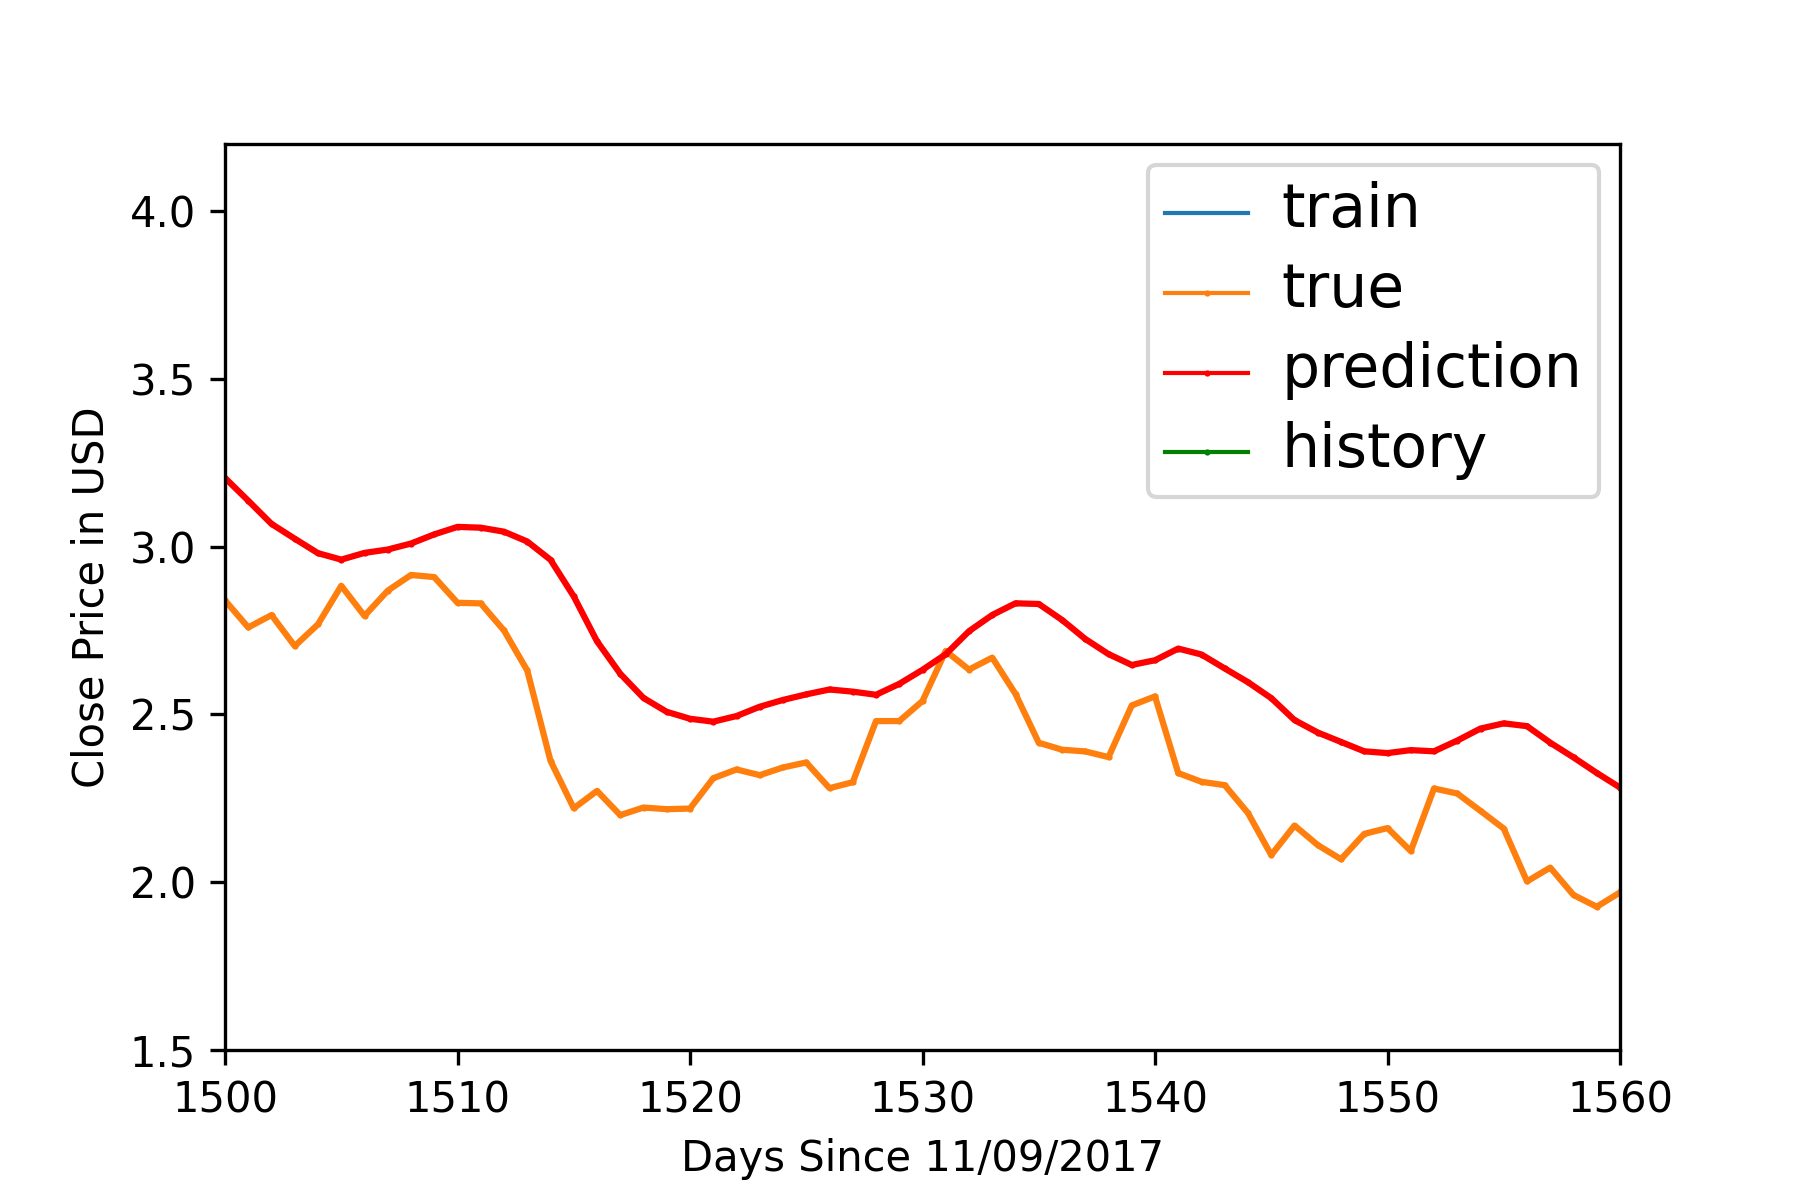 train
true
prediction
history
Close Price in USD
4.0
3.5
3.0
2.5
2.0
1.5
1500 1510 1520 1530 1540 1550 1560
Days Since 11/09/2017